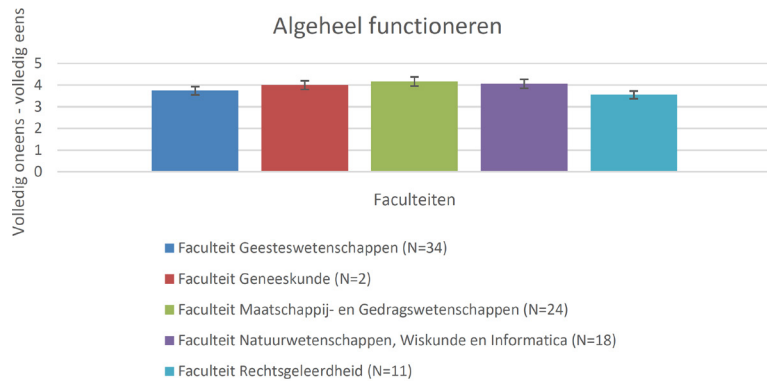 Algeheel functioneren
Volledig oneens - volledig eens
5
4
3
2
1
0
Faculteiten
Faculteit Geesteswetenschappen (N=34)
Faculteit Geneeskunde (N=2)
Faculteit Maatschappij- en Gedragswetenschappen (N=24)
Faculteit Natuurwetenschappen, Wiskunde en Informatica (N=18)
Faculteit Rechtsgeleerdheid (N=11)